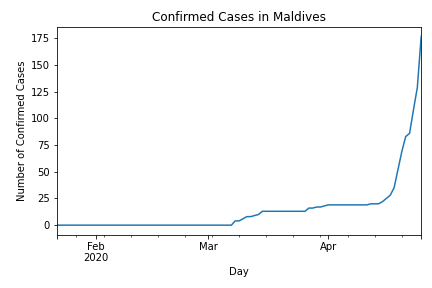 Confirmed Cases in Maldives
Number of Confirmed Cases
175
150
125
100
75
50
25
0
Feb
2020
Mar
Apr
Day